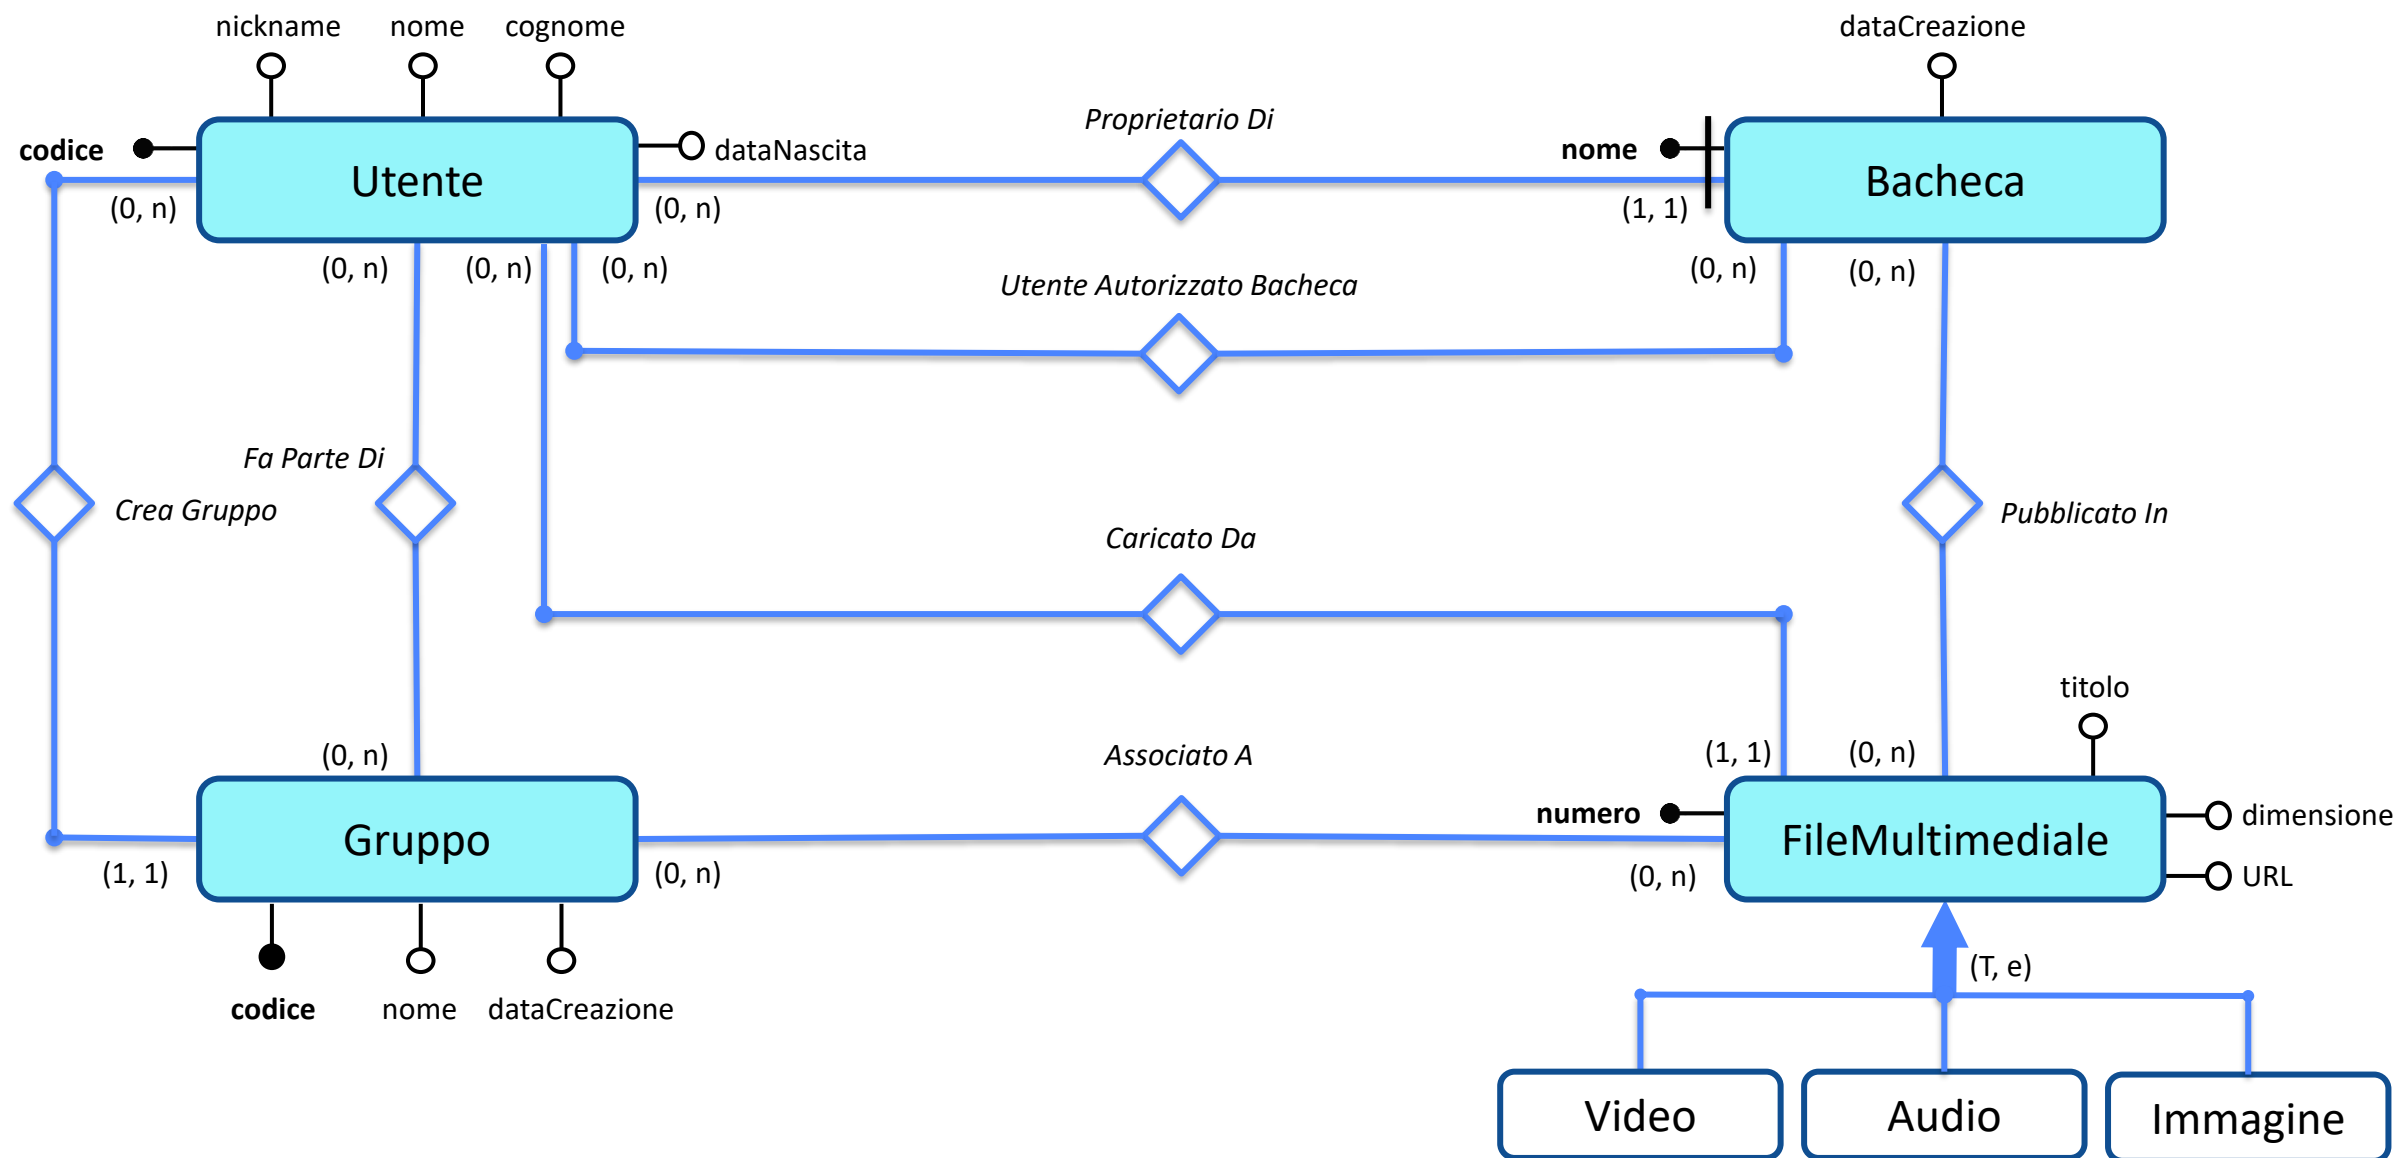 nickname nome cognome
dataCreazione
Proprietario Di
codice
Utente
dataNascita
nome
Bacheca
(0, n)
(0, n)
(1, 1)
(0, n)
(0, n)
(0, n)
(0, n)
(0, n)
Utente Autorizzato Bacheca
Fa Parte Di
Crea Gruppo
Pubblicato In
Caricato Da
titolo
(0, n)
Associato A
(1, 1)
(0, n)
numero
dimensione
Gruppo
FileMultimediale
(1, 1)
(0, n)
(0, n)
URL
(T, e)
codice nome dataCreazione
Video
Audio
Immagine